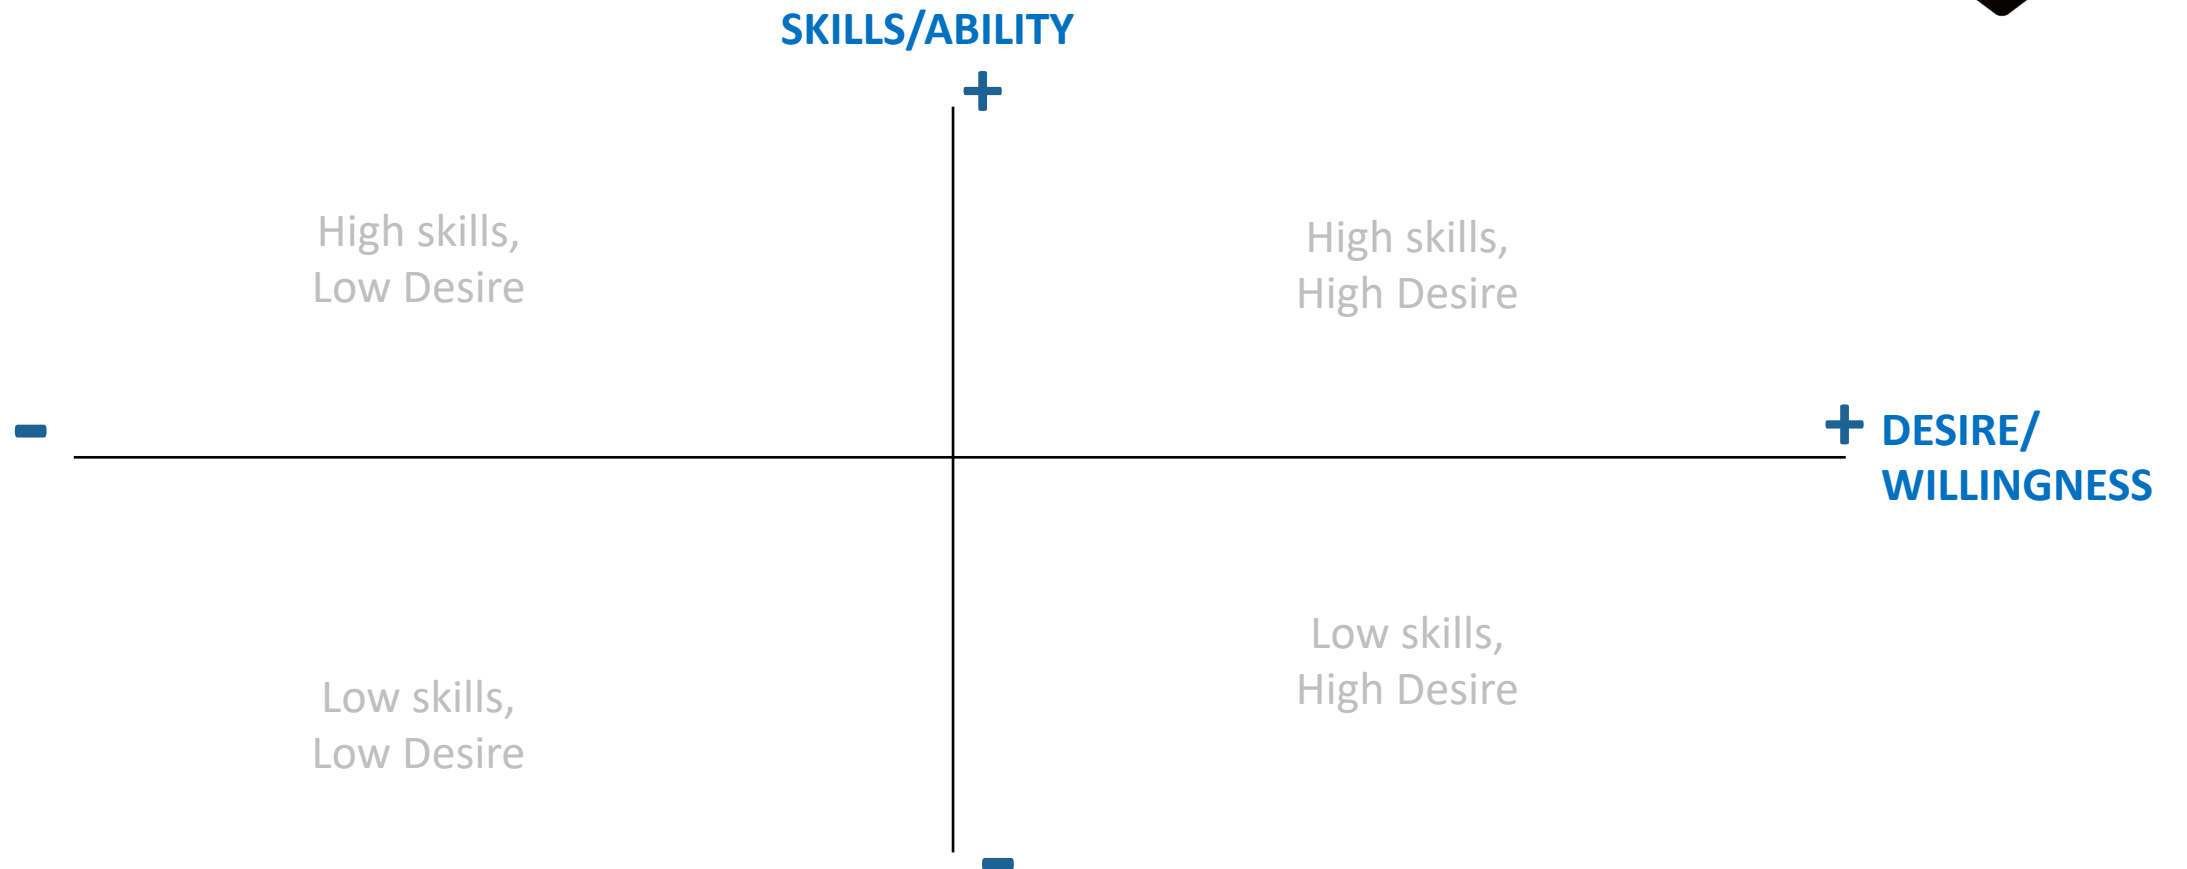 SKILLS/ABILITY
+
High skills,
Low Desire
High skills,
High Desire
-
+
DESIRE/
WILLINGNESS
Low skills,
High Desire
Low skills,
Low Desire
-